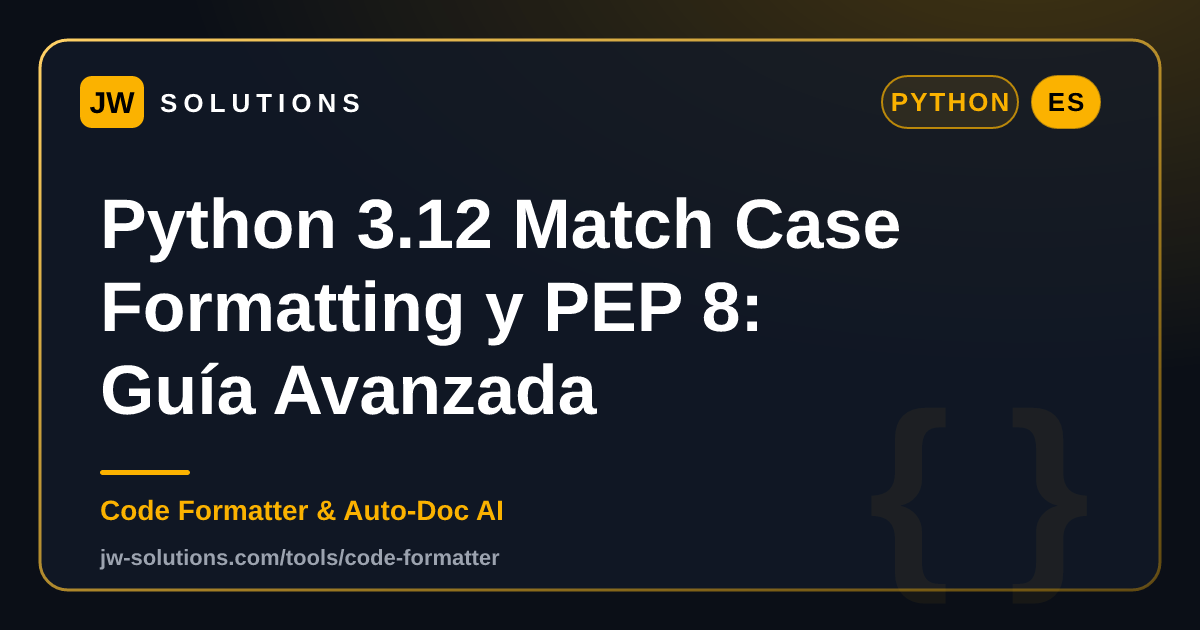 JW SOLUTIONS
PYTHON ES
Python 3.12 Match Case
Formatting y PEP 8:
Guía Avanzada
Code Formatter & Auto-Doc AI
jw-solutions.com/tools/code-formatter
{ }